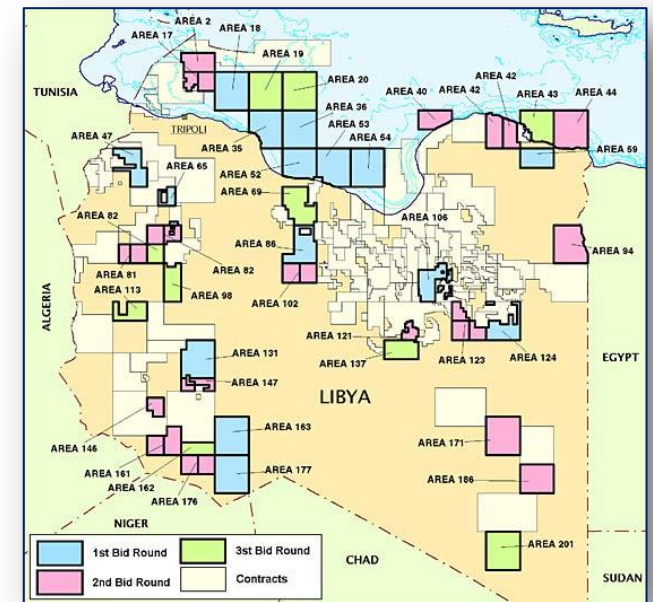 AREA 2
AREA 17
AREA 18
AREA 19
AREA 20
AREA 40
AREA 42
AREA 42
AREA 43
AREA 44
TUNISIA
AREA 36
AREA 53
AREA 54
AREA 47
TRIPOLI
AREA 35
AREA 59
AREA 65
AREA 52
AREA 69
AREA 82
AREA 106
AREA 86
AREA 94
AREA 81
AREA 82
AREA 102
AREA 113
AREA 98
ALGERIA
AREA 121
AREA 123
AREA 124
AREA 137
EGYPT
AREA 131
AREA 147
LIBYA
AREA 146
AREA 163
AREA 171
AREA 161
AREA 162
AREA 177
AREA 186
AREA 176
NIGER
AREA 201
CHAD
SUDAN
1st Bid Round
3st Bid Round
2nd Bid Round
Contracts